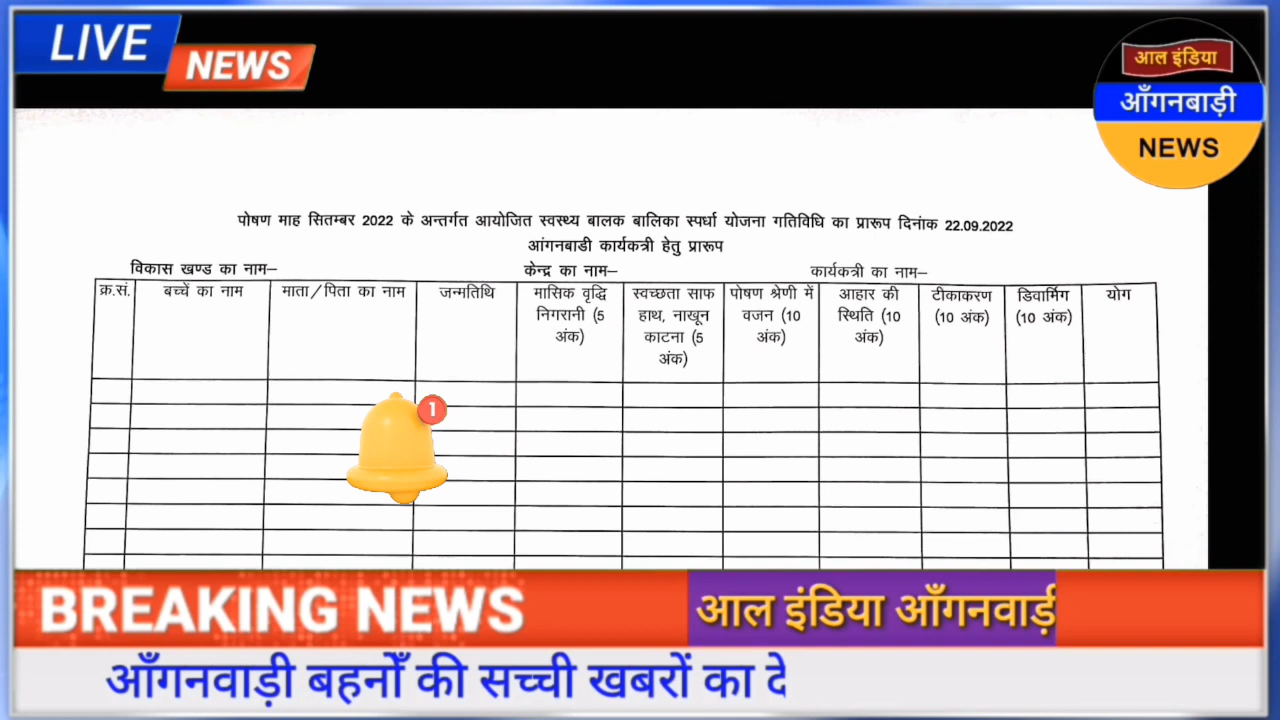 LIVE
NEWS
आल इंडिया
आँगनबाड़ी
NEWS
पोषण माह सितम्बर 2022 के अन्तर्गत आयोजित स्वस्थ्य बालक बालिका स्पर्धा योजना गतिविधि का प्रारूप दिनांक 22.09.2022
आंगनबाडी कार्यकत्री हेतु प्रारूप
विकास खण्ड का नाम– केन्द्र का नाम– कार्यकत्री का नाम–
क्र.सं. बच्चें का नाम माता/पिता का नाम जन्मतिथि मासिक वृद्धि स्वच्छता साफ पोषण श्रेणी में आहार की टीकाकरण डिवार्मिग योग
निगरानी (5 हाथ, नाखून वजन (10 स्थिति (10 (10 अंक) (10 अंक)
अंक) काटना (5 अंक) अंक)
अंक)
1
BREAKING NEWS
आल इंडिया आँगनवाड़ी
आँगनवाड़ी बहनोँ की सच्ची खबरों का दे